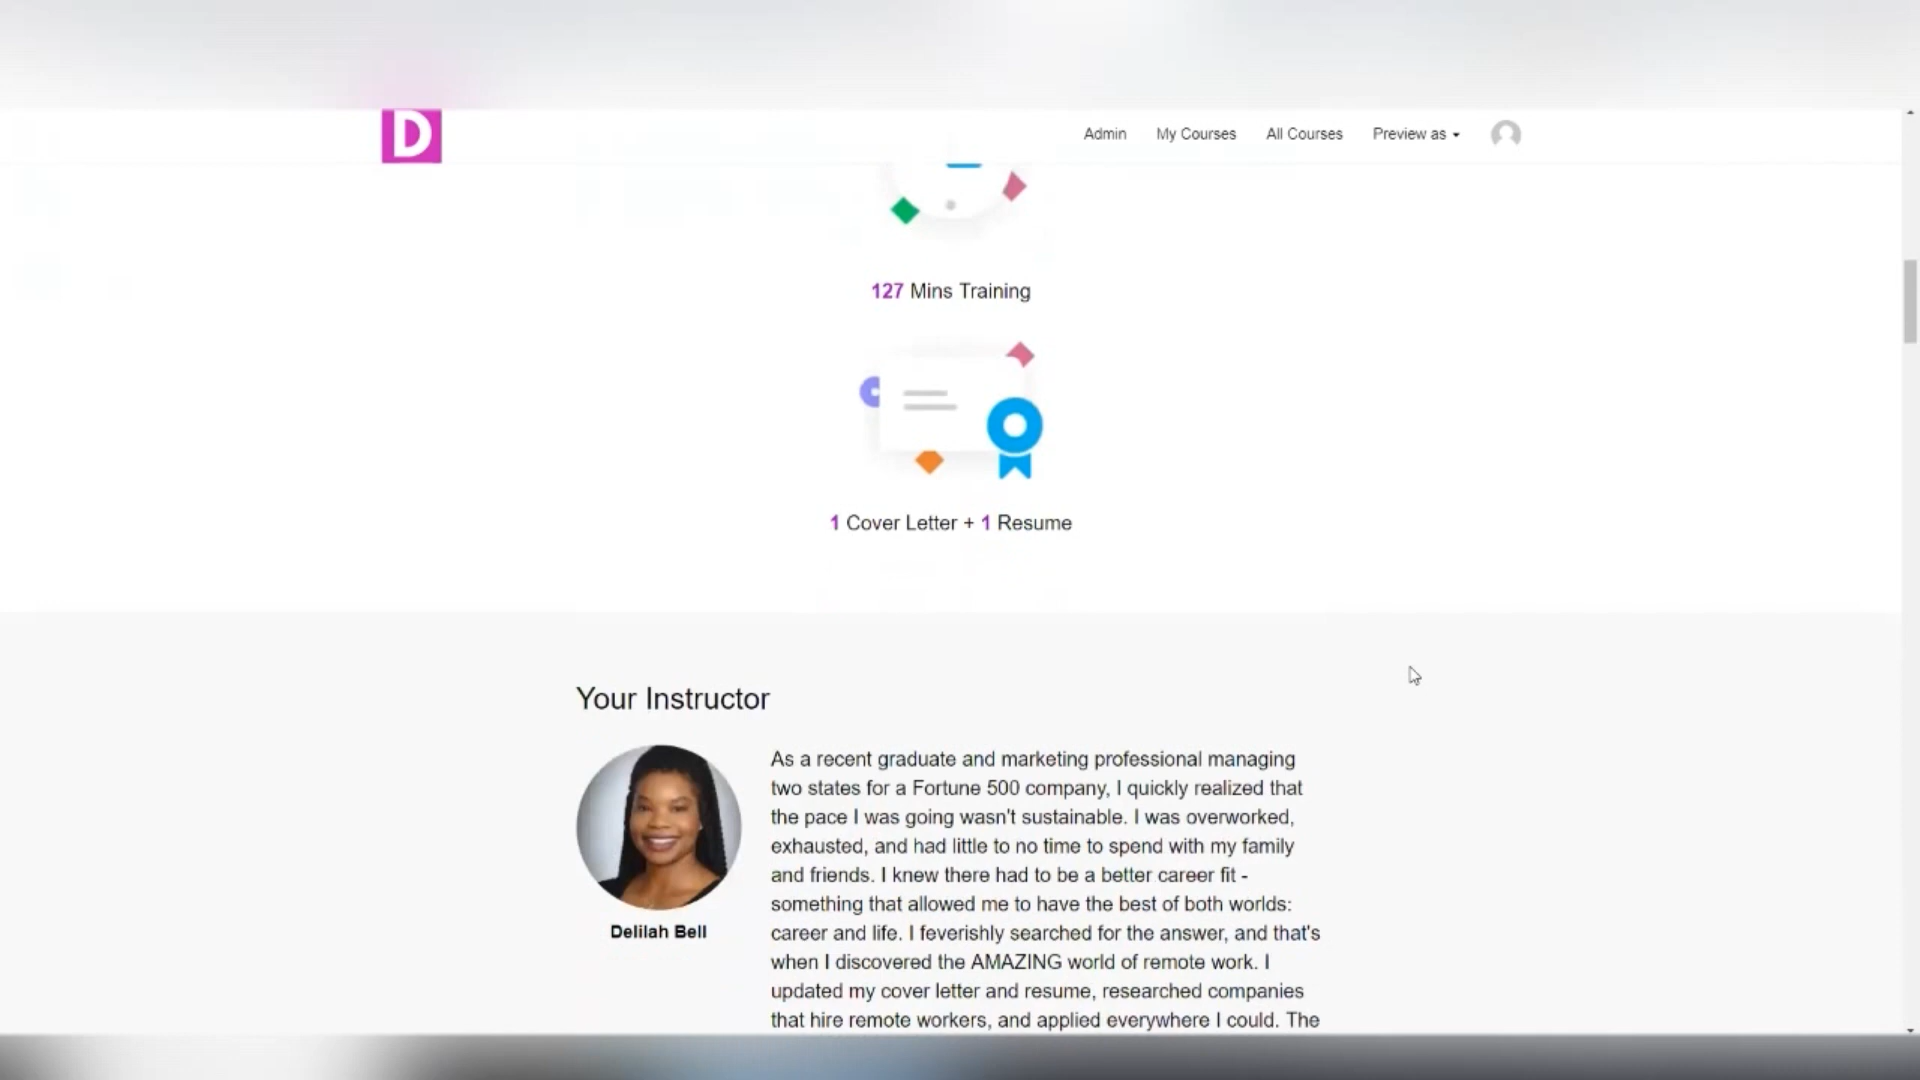 D
Admin My Courses All Courses Preview as
127 Mins Training
1 Cover Letter + 1 Resume
Your Instructor
Delilah Bell
As a recent graduate and marketing professional managing
two states for a Fortune 500 company, I quickly realized that
the pace I was going wasn't sustainable. I was overworked,
exhausted, and had little to no time to spend with my family
and friends. I knew there had to be a better career fit -
something that allowed me to have the best of both worlds:
career and life. I feverishly searched for the answer, and that's
when I discovered the AMAZING world of remote work. I
updated my cover letter and resume, researched companies
that hire remote workers, and applied everywhere I could. The